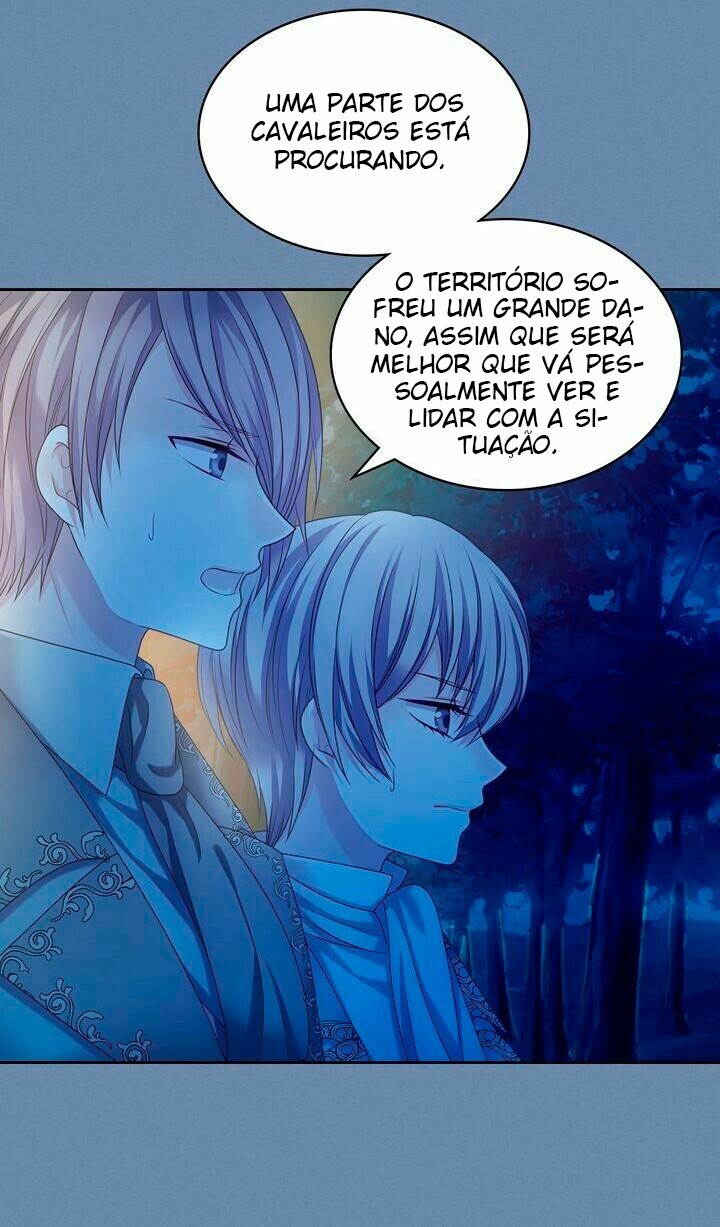 UMA PARTE DOS
CAVALEIROS ESTÁ
PROCURANDO.
O TERRITÓRIO SO-
FREU UM GRANDE DA-
NO, ASSIM QUE SERÁ
MELHOR QUE VÁ PES-
SOALMENTE VER E
LIDAR COM A SI-
TUAÇÃO.